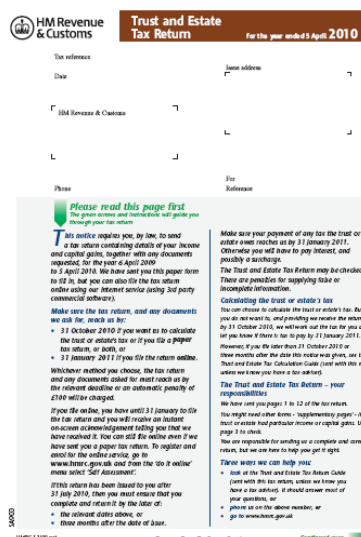 HM Revenue
& Customs
Trust and Estate
Tax Return
For the year ended 5 April 2010
Tax reference
Date
Issue address
HM Revenue & Customs
Phone
For
Reference
Please read this page first
The green arrows and instructions will guide you
through your tax return
This notice requires you, by law, to send
a tax return containing details of your income
and capital gains, together with any documents
requested, for the year 6 April 2009
to 5 April 2010. We have sent you this paper form
to fill in, but you can also file the tax return
online using our internet service (using 3rd party
commercial software).
Make sure the tax return, and any documents
we ask for, reach us by:
• 31 October 2010 if you want us to calculate
the trust or estate's tax or if you file a paper
tax return, or both, or
• 31 January 2011 if you file the return online.
Whichever method you choose, the tax return
and any documents asked for must reach us by
the relevant deadline or an automatic penalty of
£100 will be charged.
If you file online, you have until 31 January to file
the tax return and you will receive an instant
on-screen acknowledgement telling you that we
have received it. You can still file online even if we
have sent you a paper tax return. To register and
enrol for the online service, go to
www.hmrc.gov.uk and from the 'do it online'
menu select 'Self Assessment'.
If this return has been issued to you after
31 July 2010, then you must ensure that you
complete and return it by the later of:
• the relevant dates above, or
• three months after the date of issue.
Make sure your payment of any tax the trust or
estate owes reaches us by 31 January 2011.
Otherwise you will have to pay interest, and
possibly a surcharge.
The Trust and Estate Tax Return may be checked
There are penalties for supplying false or
incomplete information.
Calculating the trust or estate's tax
You can choose to calculate the trust or estate's tax. But
you do not want to, and providing we receive the return
by 31 October 2010, we will work out the tax for you a
let you know if there is tax to pay by 31 January 2011.
However, if you file later than 31 October 2010 or
three months after the date this notice was given, see t
Trust and Estate Tax Calculation Guide (sent with this r
unless we know you have a tax adviser).
The Trust and Estate Tax Return – your
responsibilities
We have sent you pages 1 to 12 of the tax return.
You might need other forms - 'supplementary pages' - i
trust or estate had particular income or capital gains. U
page 3 to check.
You are responsible for sending us a complete and corre
return, but we are here to help you get it right.
Three ways we can help you:
• look at the Trust and Estate Tax Return Guide
(sent with this tax return, unless we know you
have a tax adviser). It should answer most of
your questions, or
• phone us on the above number, or
• go to www.hmrc.gov.uk
SA900